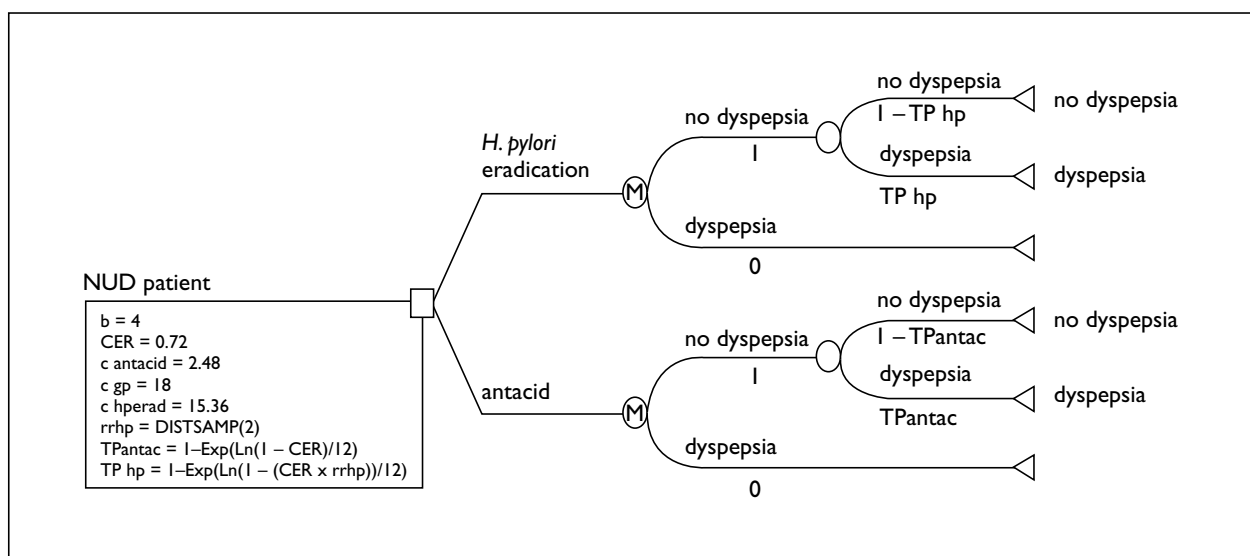 no dyspepsia
no dyspepsia
1 – TP hp
no dyspepsia
1
H. pylori
eradication
dyspepsia
dyspepsia
TP hp
M
dyspepsia
0
NUD patient
b = 4
CER = 0.72
c antacid = 2.48
c gp = 18
c hperad = 15.36
rrhp = DISTSAMP(2)
TPantac = 1–Exp(Ln(1 – CER)/12)
TP hp = 1–Exp(Ln(1 – (CER x rrhp))/12)
no dyspepsia
no dyspepsia
1 – TPantac
no dyspepsia
1
antacid
dyspepsia
dyspepsia
TPantac
M
dyspepsia
0